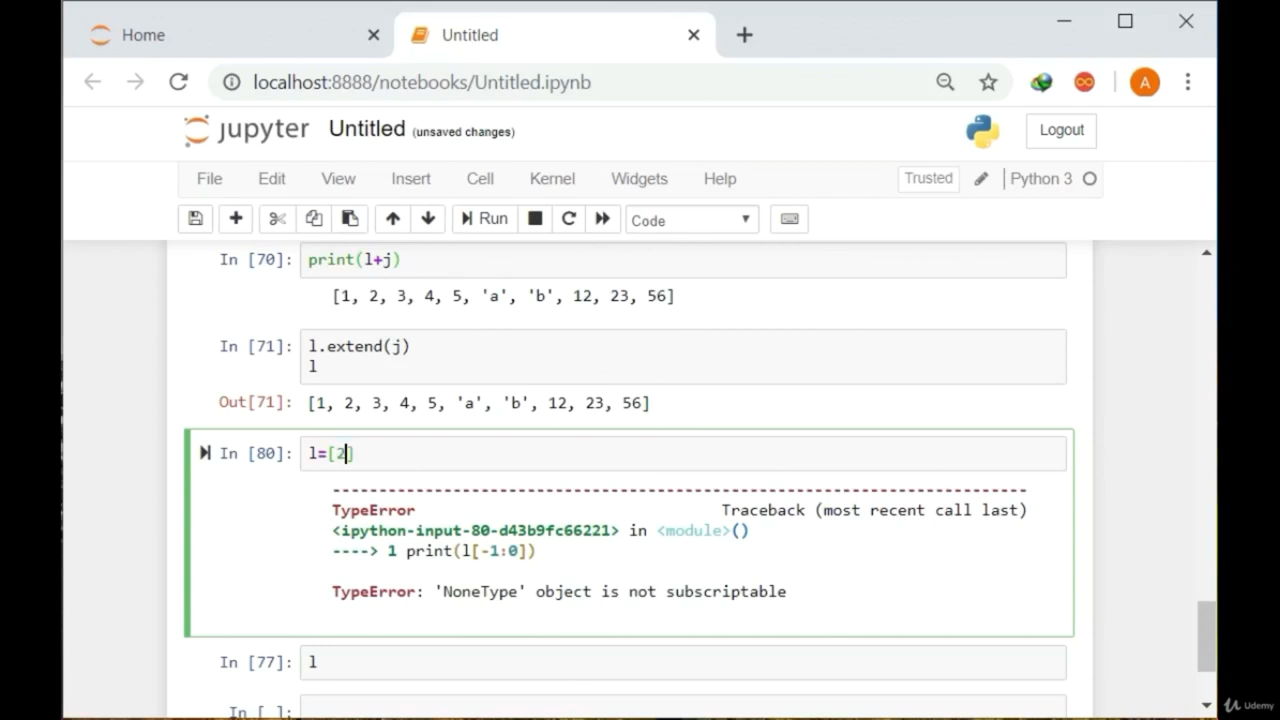 Home
Untitled
localhost:8888/notebooks/Untitled.ipynb
A
jupyter Untitled (unsaved changes)
Logout
File Edit View Insert Cell Kernel Widgets Help
Trusted
Python 3
Run
Code
In [70]: print(l+j)
[1, 2, 3, 4, 5, 'a', 'b', 12, 23, 56]
In [71]: l.extend(j)
l
Out[71]: [1, 2, 3, 4, 5, 'a', 'b', 12, 23, 56]
In [80]: l=[2]
---------------------------------------------------------------------------
TypeError Traceback (most recent call last)
<ipython-input-80-d43b9fc66221> in <module>()
----> 1 print(l[-1:0])
TypeError: 'NoneType' object is not subscriptable
In [77]: l
In [ ]:
Udemy